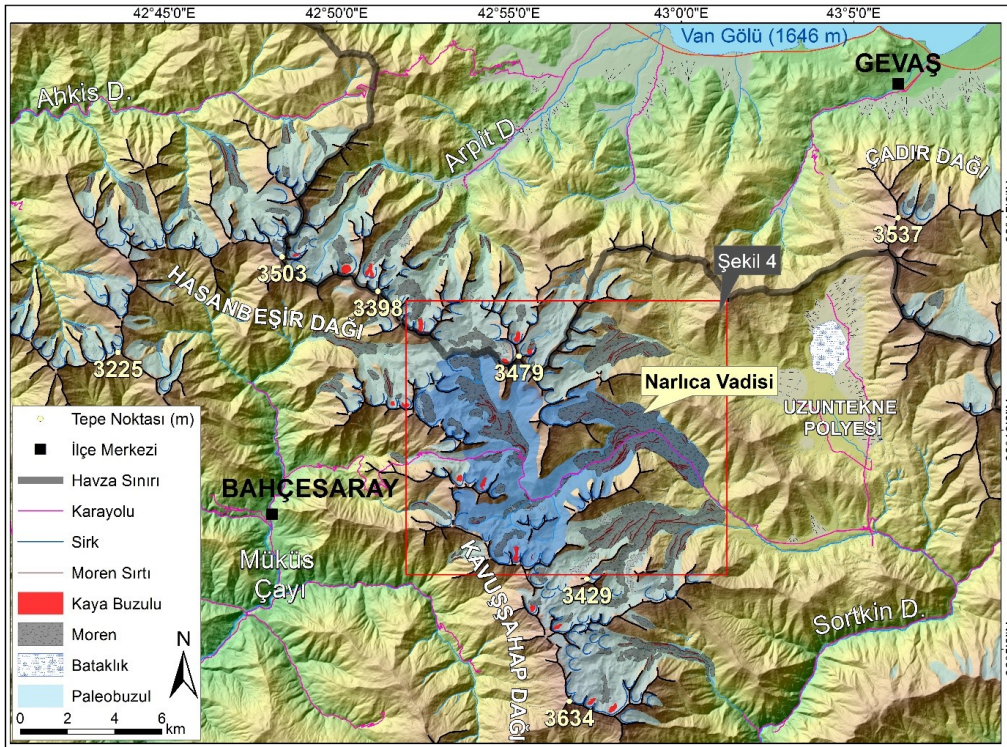 42°45'0"E
42°50'0"E
42°55'0"E
43°0'0"E
43°5'0"E
Van Gölü (1646 m)
GEVAŞ
Ahkis D.
Arpit D.
ÇADIR DAĞI
3537
3503
Şekil 4
HASANBEŞİR DAĞI
3398
3225
3479
Narlıca Vadisi
UZUNTEKNE
POLYESİ
BAHÇESARAY
Müküs
Çayı
KAVUŞŞAHAP DAĞI
3429
Sortkin D.
3634
Tepe Noktası (m)
İlçe Merkezi
Havza Sınırı
Karayolu
Sirk
Moren Sırtı
Kaya Buzulu
Moren
Bataklık
Paleobuzul
N
0 2 4 6
km